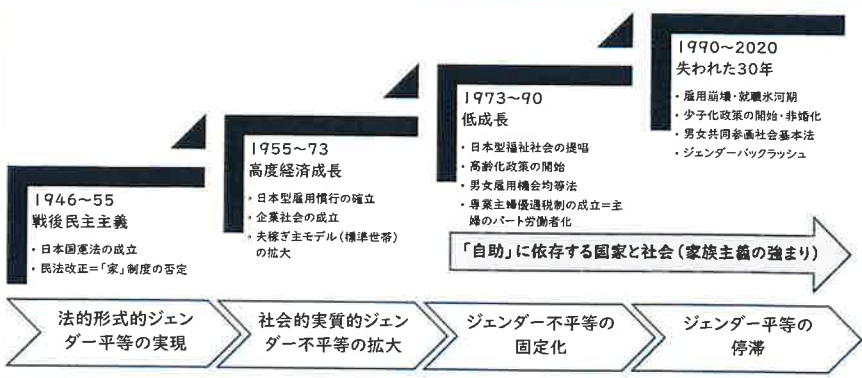 1946～55
戦後民主主義
・日本国憲法の成立
・民法改正＝「家」制度の否定
1955～73
高度経済成長
・日本型雇用慣行の確立
・企業社会の成立
・夫稼ぎ主モデル（標準世帯）
の拡大
1973～90
低成長
・日本型福祉社会の提唱
・高齢化政策の開始
・男女雇用機会均等法
・専業主婦優遇税制の成立＝主
婦のパート労働者化
1990～2020
失われた30年
・雇用崩壊・就職氷河期
・少子化政策の開始・非婚化
・男女共同参画社会基本法
・ジェンダーバックラッシュ
「自助」に依存する国家と社会（家族主義の強まり）
法的形式的ジェン
ダー平等の実現
社会的実質的ジェン
ダー不平等の拡大
ジェンダー不平等の
固定化
ジェンダー平等の
停滞